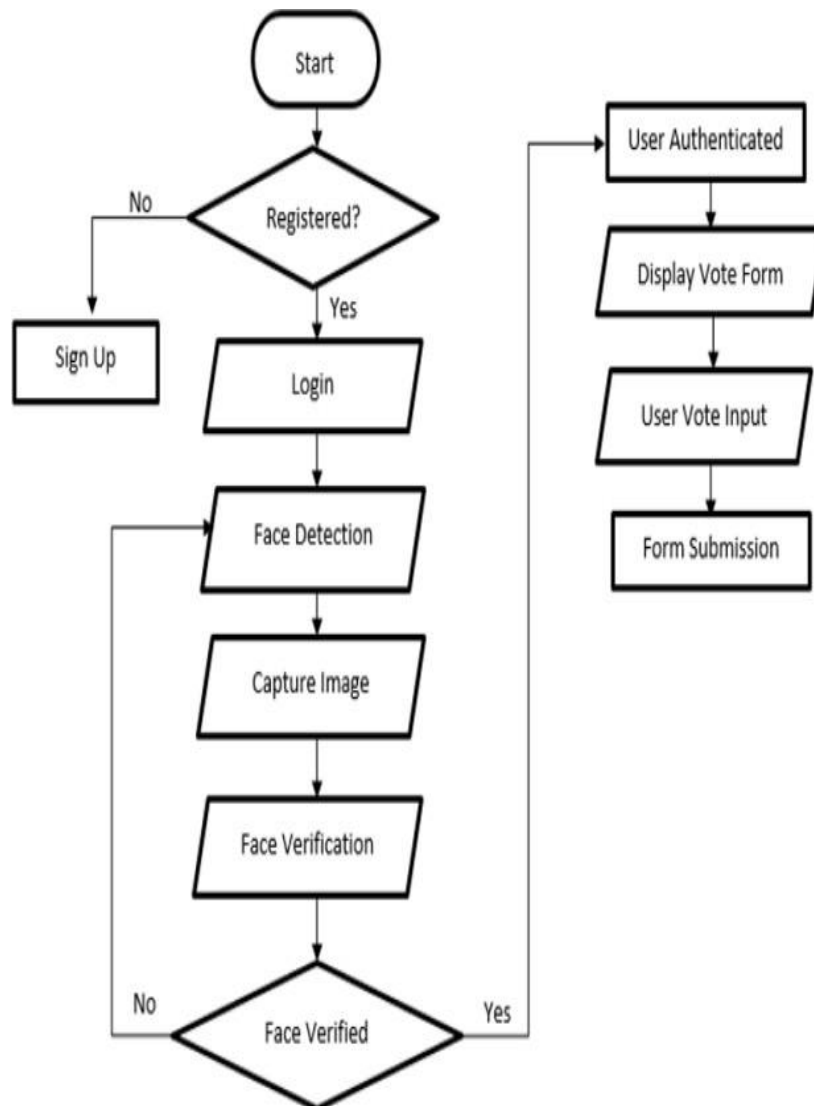 Start
Registered?
No
Yes
Sign Up
Login
Face Detection
Capture Image
Face Verification
Face Verified
No
Yes
User Authenticated
Display Vote Form
User Vote Input
Form Submission